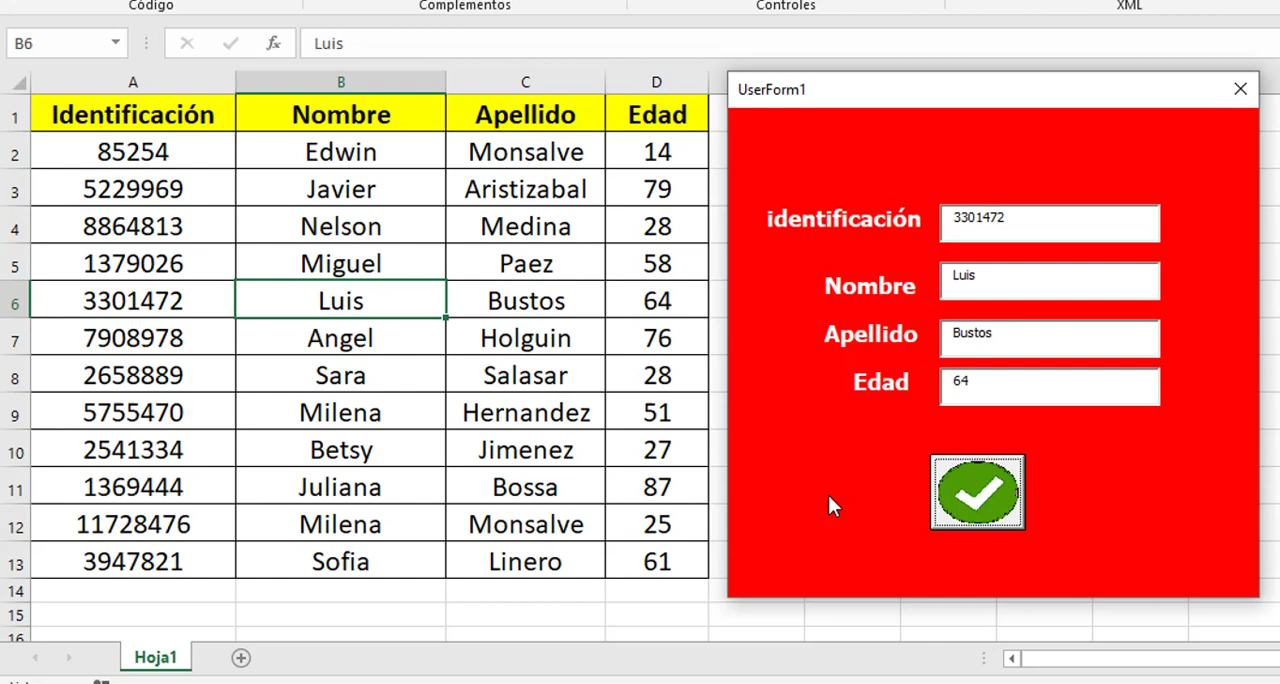 Código Complementos Controles XML
B6 fx Luis
A B C D
UserForm1
1 Identificación Nombre Apellido Edad
2 85254 Edwin Monsalve 14
3 5229969 Javier Aristizabal 79
4 8864813 Nelson Medina 28
5 1379026 Miguel Paez 58
6 3301472 Luis Bustos 64
7 7908978 Angel Holguin 76
8 2658889 Sara Salasar 28
9 5755470 Milena Hernandez 51
10 2541334 Betsy Jimenez 27
11 1369444 Juliana Bossa 87
12 11728476 Milena Monsalve 25
13 3947821 Sofia Linero 61
14
15
16
identificación 3301472
Nombre Luis
Apellido Bustos
Edad 64
Hoja1